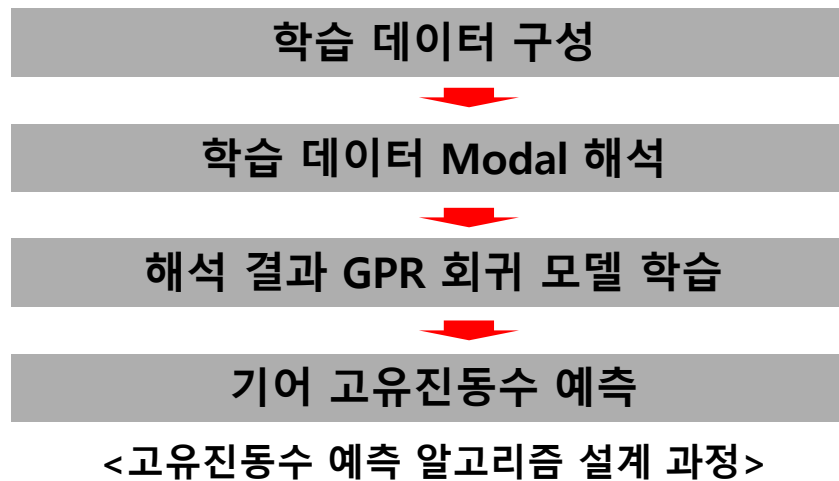 학습 데이터 구성
학습 데이터 Modal 해석
해석 결과 GPR 회귀 모델 학습
기어 고유진동수 예측
<고유진동수 예측 알고리즘 설계 과정>